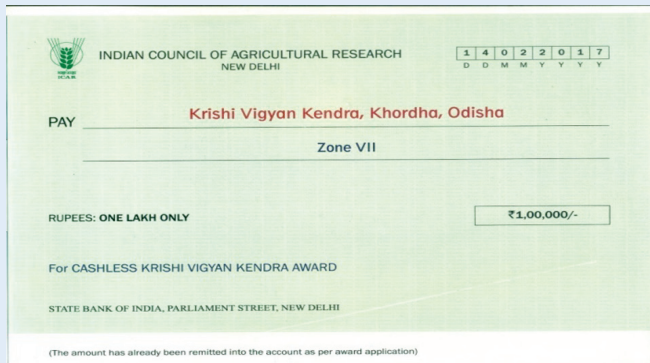 INDIAN COUNCIL OF AGRICULTURAL RESEARCH
NEW DELHI
1 4 0 2 2 0 1 7
D D M M Y Y Y Y
ICAR
PAY Krishi Vigyan Kendra, Khordha, Odisha
Zone VII
RUPEES: ONE LAKH ONLY
₹1,00,000/-
For CASHLESS KRISHI VIGYAN KENDRA AWARD
STATE BANK OF INDIA, PARLIAMENT STREET, NEW DELHI
(The amount has already been remitted into the account as per award application)